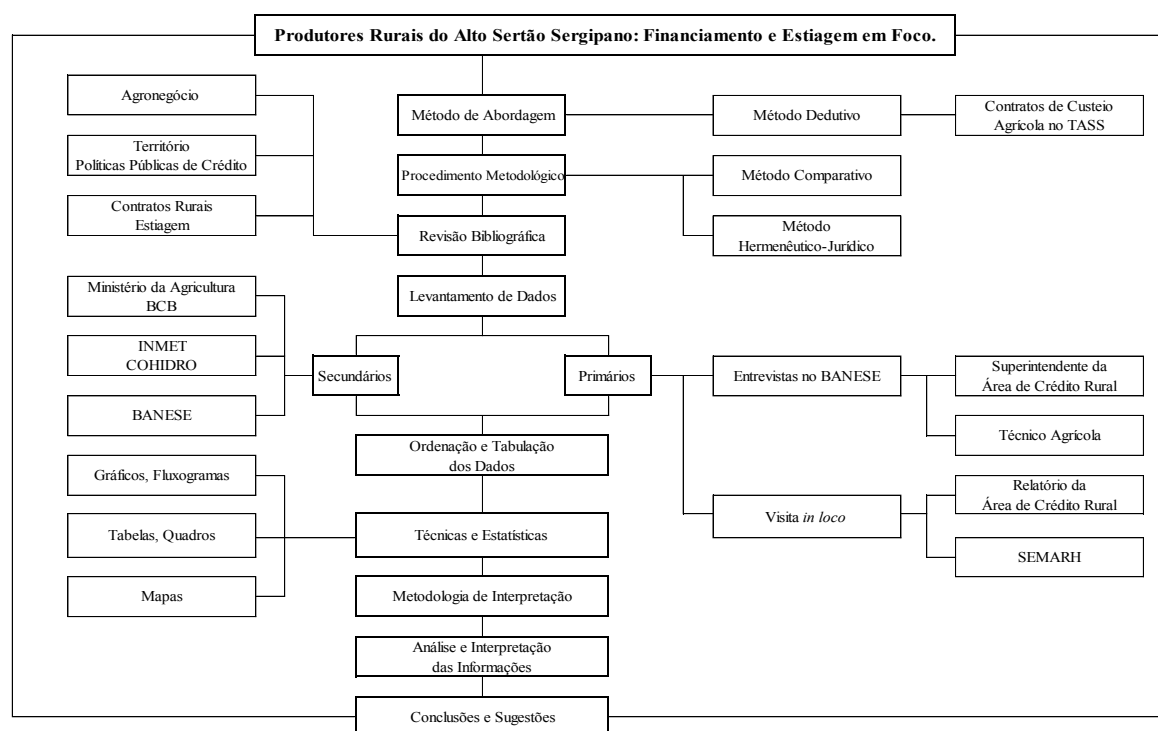 Produtores Rurais do Alto Sertão Sergipano: Financiamento e Estiagem em Foco.
Agronegócio
Método de Abordagem
Método Dedutivo
Contratos de Custeio
Agrícola no TASS
Território
Políticas Públicas de Crédito
Procedimento Metodológico
Método Comparativo
Contratos Rurais
Estiagem
Revisão Bibliográfica
Método
Hermenêutico-Jurídico
Ministério da Agricultura
BCB
Levantamento de Dados
INMET
COHIDRO
Secundários
Primários
Entrevistas no BANESE
Superintendente da
Área de Crédito Rural
BANESE
Ordenação e Tabulação
dos Dados
Técnico Agrícola
Gráficos, Fluxogramas
Relatório da
Área de Crédito Rural
Tabelas, Quadros
Técnicas e Estatísticas
Visita in loco
SEMARH
Mapas
Metodologia de Interpretação
Análise e Interpretação
das Informações
Conclusões e Sugestões